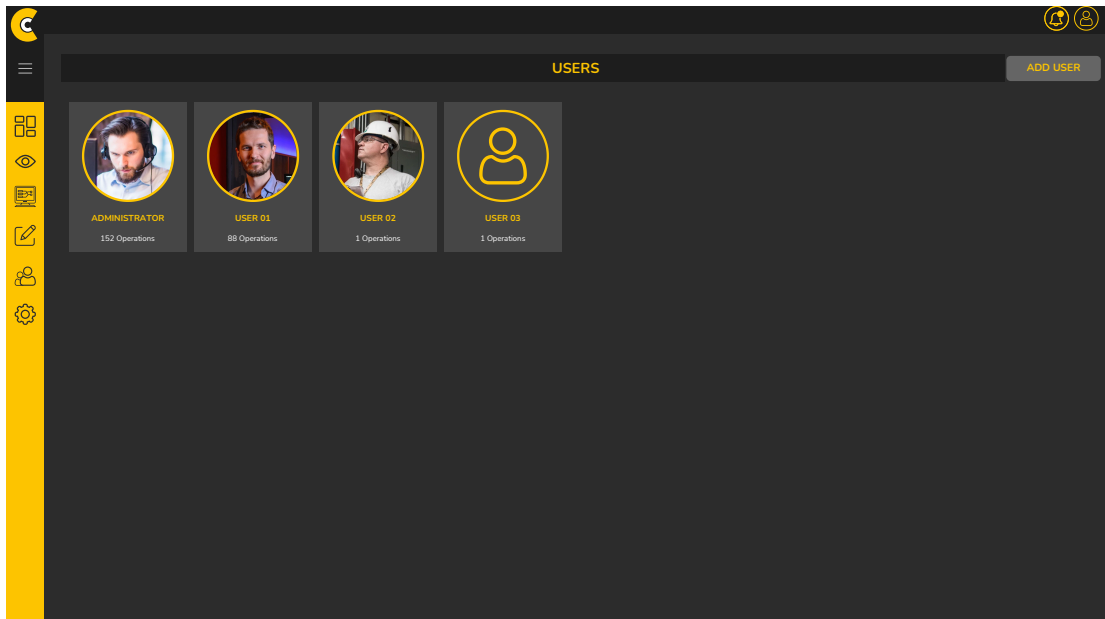 USERS
ADD USER
ADMINISTRATOR
152 Operations
USER 01
88 Operations
USER 02
1 Operations
USER 03
1 Operations